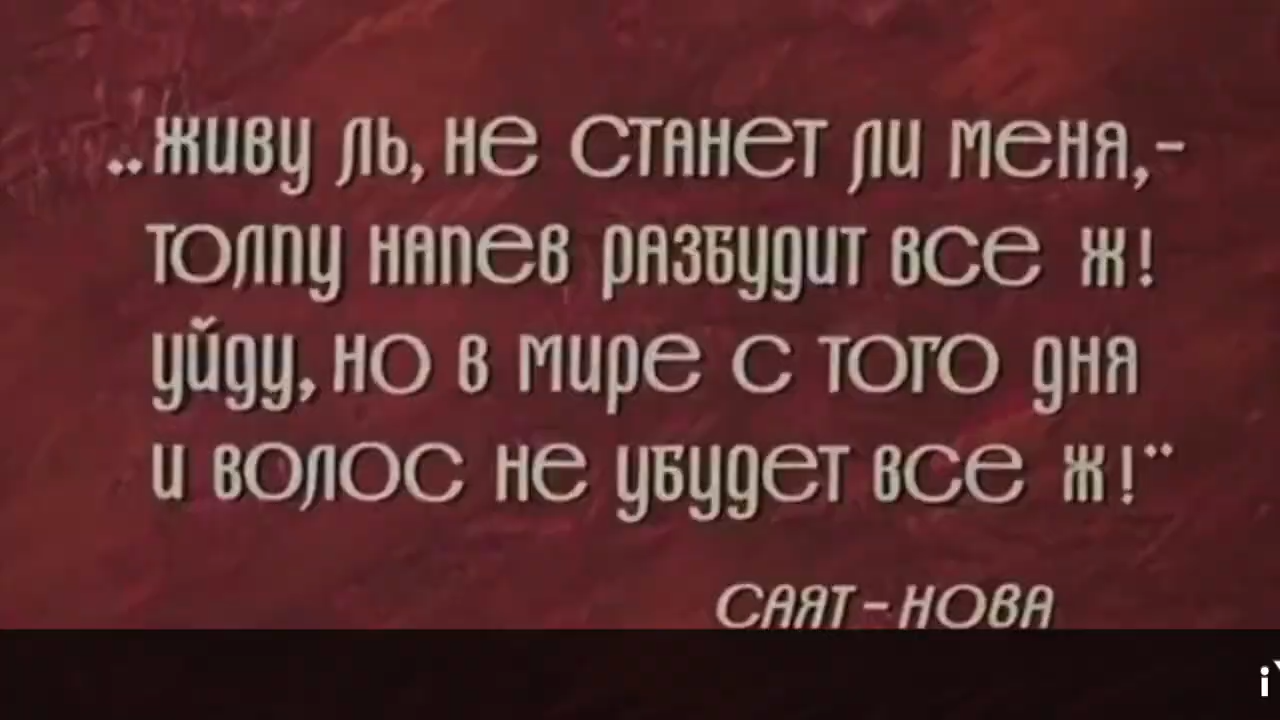 „Живу ль, не станет ли меня,-
толпу напев разбудит все ж!
Уйду, но в мире с того дня
и волос не убудет все ж!"
САЯТ-НОВА